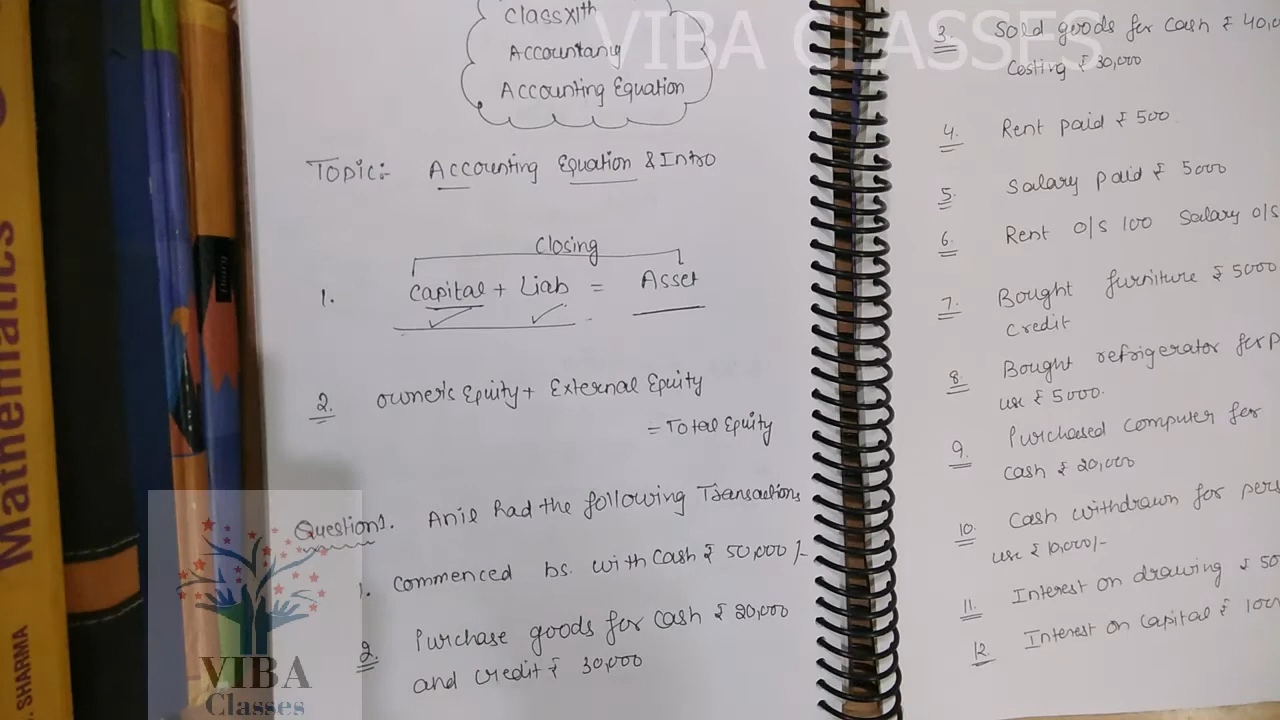 VIBA CLASSES
Class XIth
Accountancy
Accounting Equation
Topic:- Accounting Equation & Intro
Closing
1. Capital + Liab = Asset
2. owner's Equity + External Equity
= Total Equity
Question1. Anil had the following Transactions
1. Commenced bs. with cash ₹ 50,000/-
2. Purchase goods for cash ₹ 20,000
and credit ₹ 30,000
3. Sold goods for cash ₹
Costing ₹ 30,000
4. Rent paid ₹ 500
5. Salary paid ₹ 5000
6. Rent o/s 100 Salary o/s
7. Bought furniture ₹ 5000
credit
8. Bought refrigerator for
use ₹ 5000.
9. Purchased computer for
cash ₹ 20,000
10. Cash withdrawn for
use ₹ 10,000/-
11. Interest on drawing ₹
12. Interest on capital ₹
Mathematics
SHARMA
VIBA
Classes